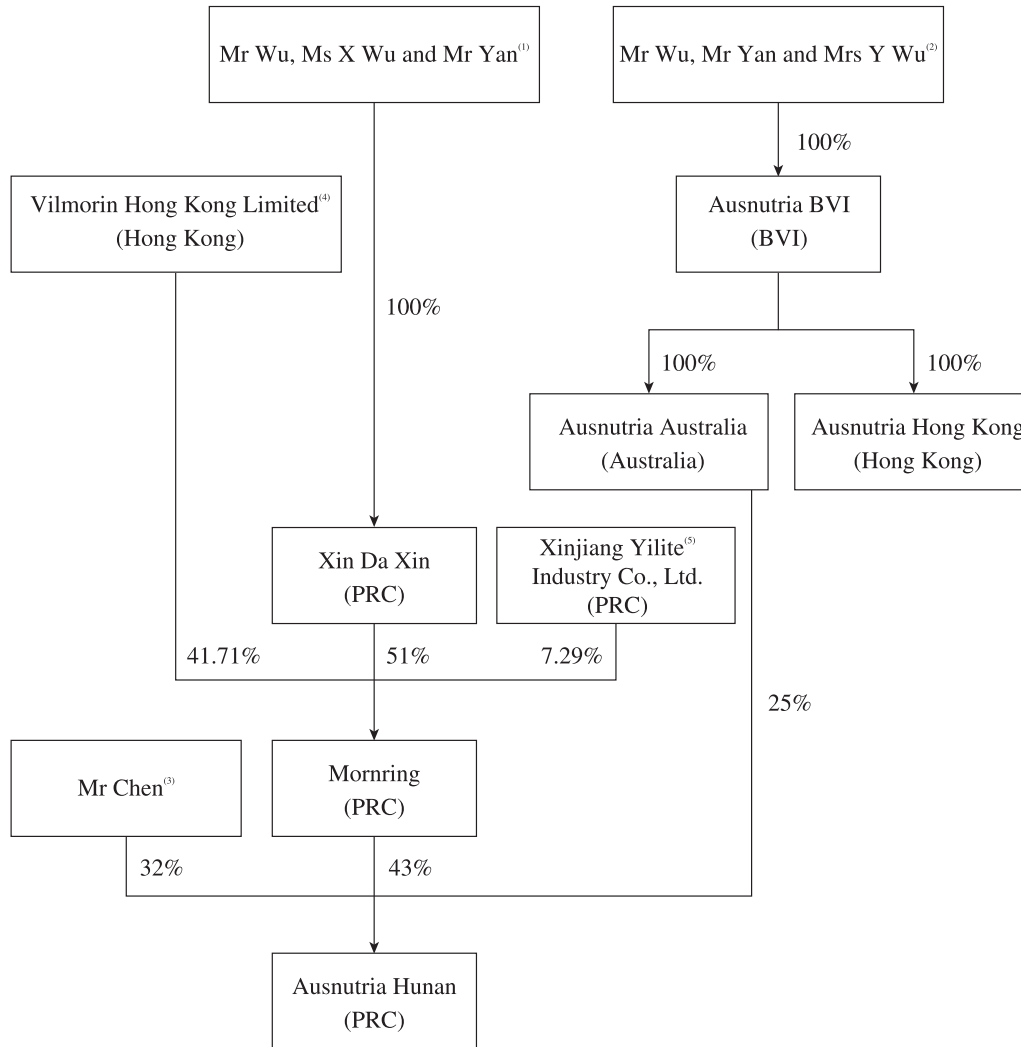 Mr Wu, Ms X Wu and Mr Yan(1)
Mr Wu, Mr Yan and Mrs Y Wu(2)
100%
Vilmorin Hong Kong Limited(4)
(Hong Kong)
Ausnutria BVI
(BVI)
100%
100%
100%
Ausnutria Australia
(Australia)
Ausnutria Hong Kong
(Hong Kong)
Xin Da Xin
(PRC)
Xinjiang Yilite(5)
Industry Co., Ltd.
(PRC)
41.71%
51%
7.29%
25%
Mr Chen(3)
Mornring
(PRC)
32%
43%
Ausnutria Hunan
(PRC)